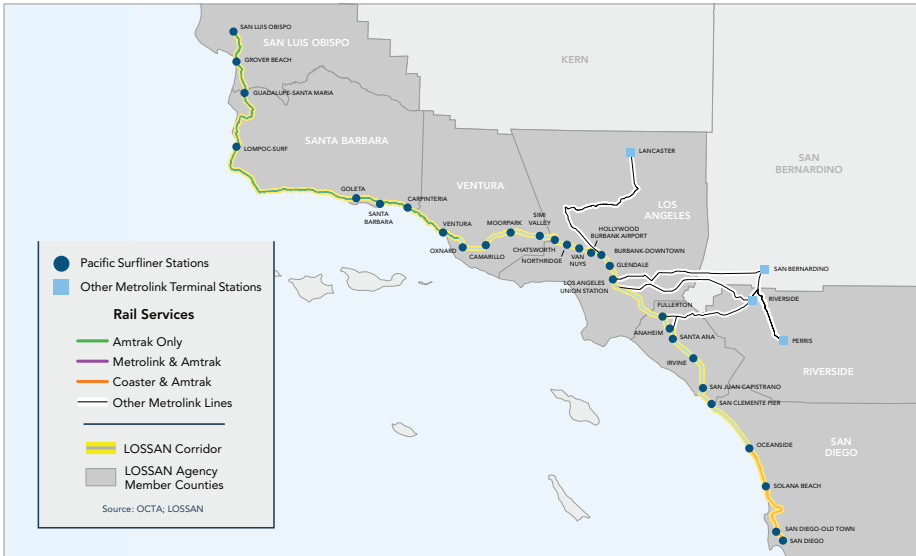 SAN LUIS OBISPO
SAN LUIS OBISPO
GROVER BEACH
KERN
GUADALUPE-SANTA MARIA
SANTA BARBARA
LOMPOC-SURF
LANCASTER
SAN
BERNARDINO
VENTURA
GOLETA
SANTA
BARBARA
CARPINTERIA
LOS
ANGELES
VENTURA
OXNARD
CAMARILLO
MOORPARK
SIMI
VALLEY
CHATSWORTH
NORTHRIDGE
VAN
NUYS
HOLLYWOOD
BURBANK AIRPORT
BURBANK-DOWNTOWN
GLENDALE
LOS ANGELES
UNION STATION
SAN BERNARDINO
RIVERSIDE
FULLERTON
ANAHEIM
SANTA ANA
PERRIS
IRVINE
RIVERSIDE
SAN JUAN-CAPISTRANO
SAN CLEMENTE PIER
OCEANSIDE
SAN
DIEGO
SOLANA BEACH
SAN DIEGO-OLD TOWN
SAN DIEGO
Pacific Surfliner Stations
Other Metrolink Terminal Stations
Rail Services
Amtrak Only
Metrolink & Amtrak
Coaster & Amtrak
Other Metrolink Lines
LOSSAN Corridor
LOSSAN Agency
Member Counties
Source: OCTA; LOSSAN